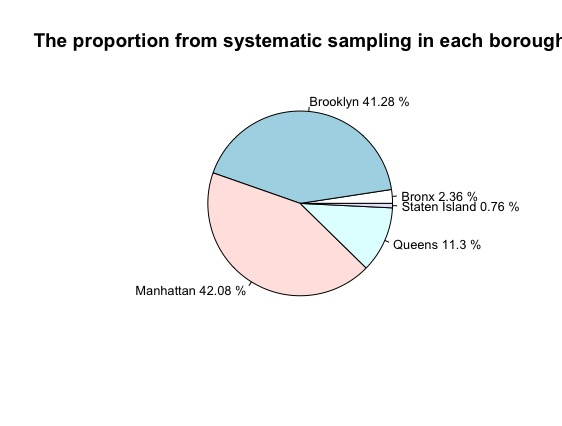 The proportion from systematic sampling in each borough
Brooklyn 41.28 %
Bronx 2.36 %
Staten Island 0.76 %
Queens 11.3 %
Manhattan 42.08 %